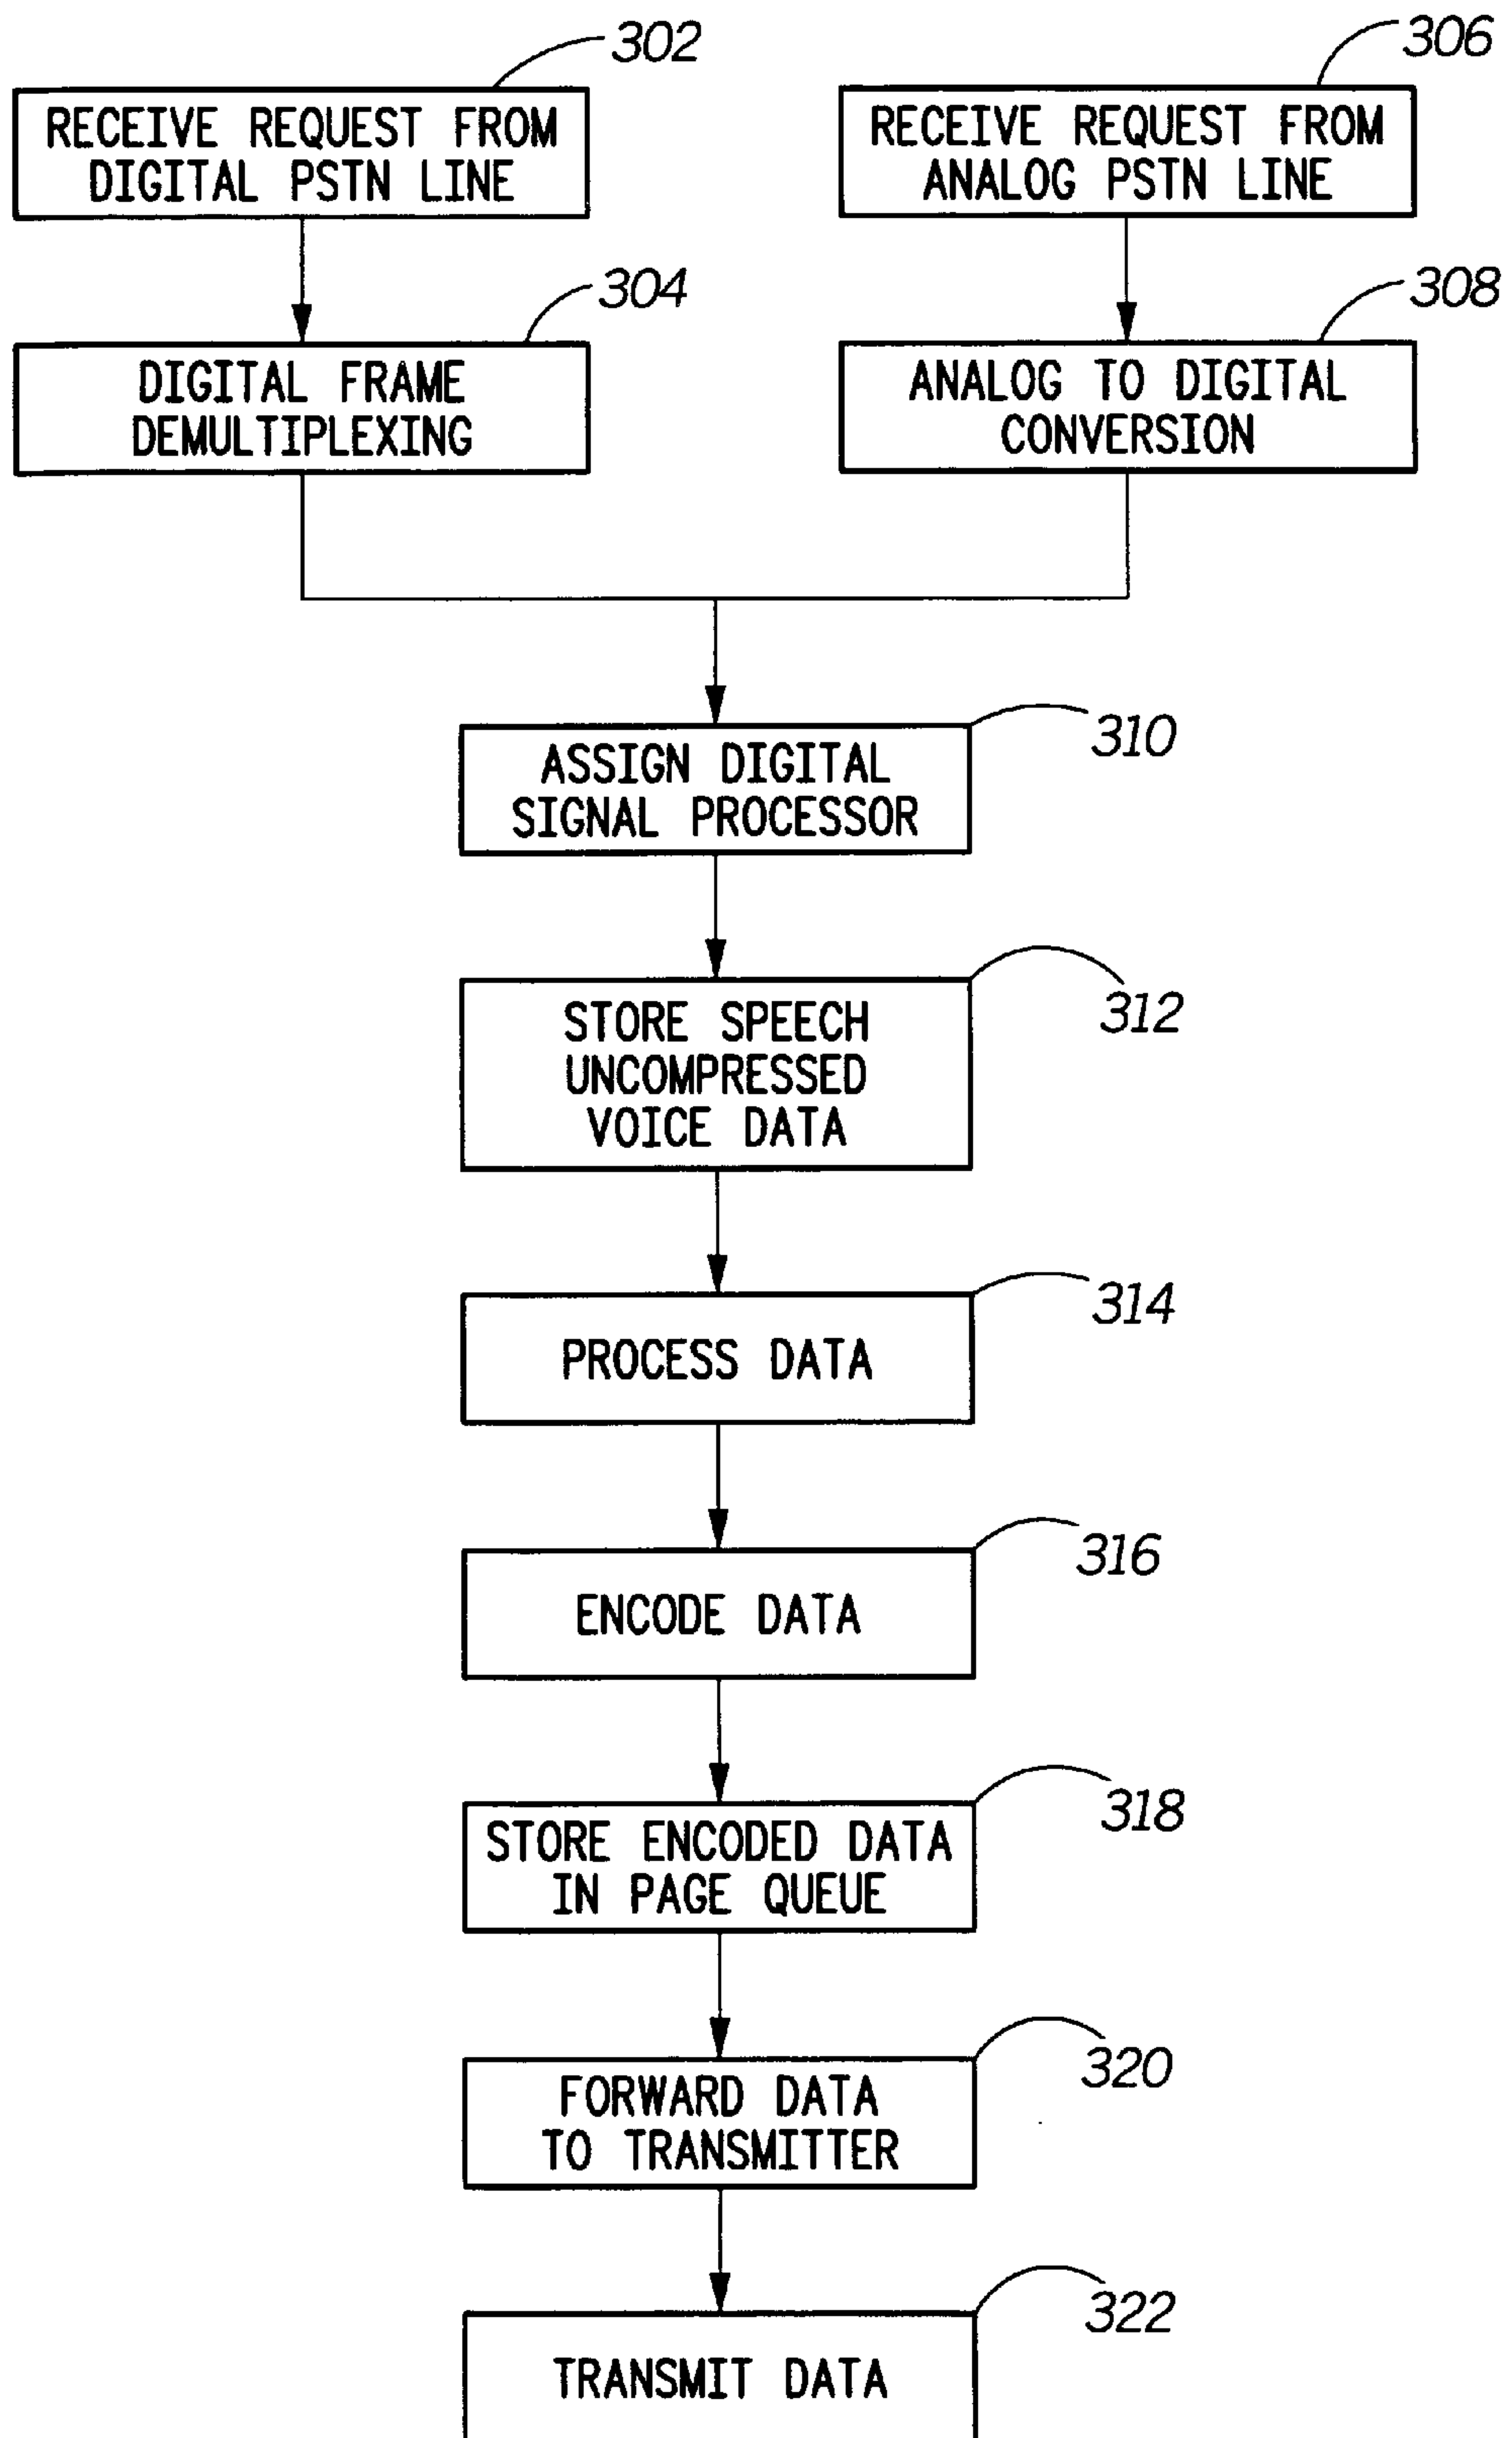 302
RECEIVE REQUEST FROM
DIGITAL PSTN LINE
306
RECEIVE REQUEST FROM
ANALOG PSTN LINE
304
DIGITAL FRAME
DEMULTIPLEXING
308
ANALOG TO DIGITAL
CONVERSION
310
ASSIGN DIGITAL
SIGNAL PROCESSOR
312
STORE SPEECH
UNCOMPRESSED
VOICE DATA
314
PROCESS DATA
316
ENCODE DATA
318
STORE ENCODED DATA
IN PAGE QUEUE
320
FORWARD DATA
TO TRANSMITTER
322
TRANSMIT DATA